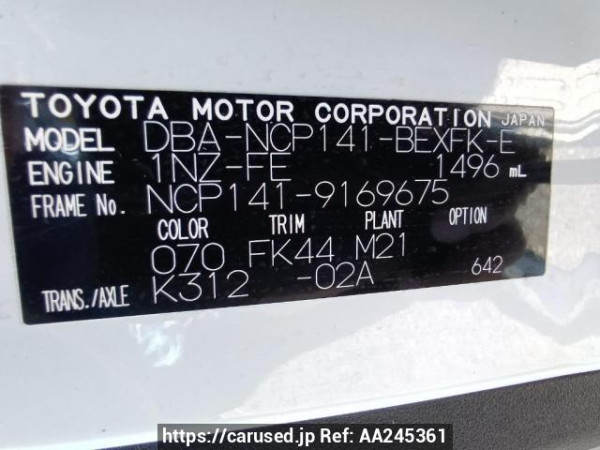 TOYOTA MOTOR CORPORATION JAPAN
MODEL DBA-NCP141-BEXFK-E
ENGINE 1NZ-FE 1496 mL
FRAME No. NCP141-9169675
COLOR TRIM PLANT OPTION
070 FK44 M21
TRANS./AXLE K312 -02A 642
https://carused.jp Ref: AA245361